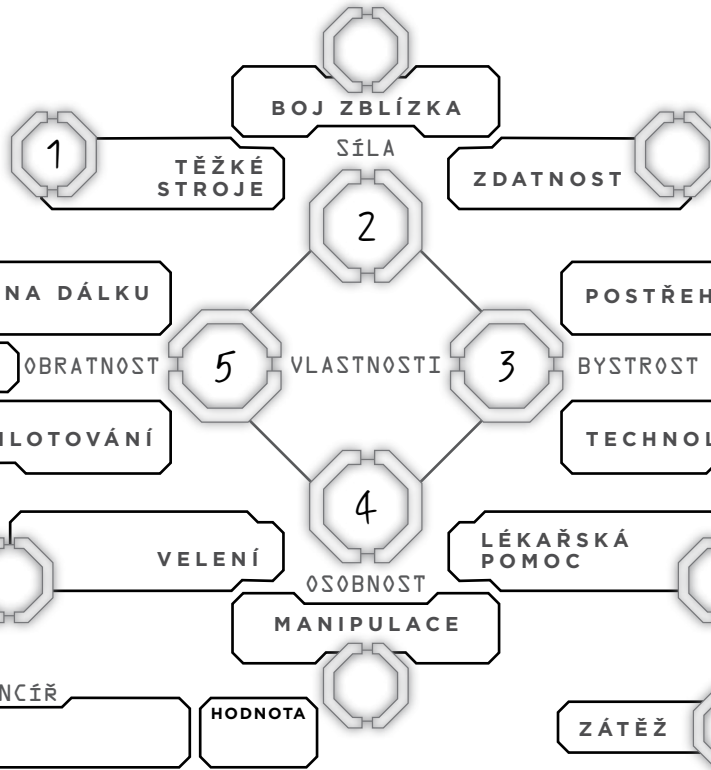 BOJ ZBLÍZKA
SÍLA
1
TĚŽKÉ
STROJE
ZDATNOST
2
NA DÁLKU
POSTŘEH
OBRATNOST
5
VLASTNOSTI
3
BYSTROST
ILOTOVÁNÍ
TECHNOL
4
VELENÍ
LÉKAŘSKÁ
POMOC
OSOBNOST
MANIPULACE
NCÍŘ
HODNOTA
ZÁTĚŽ